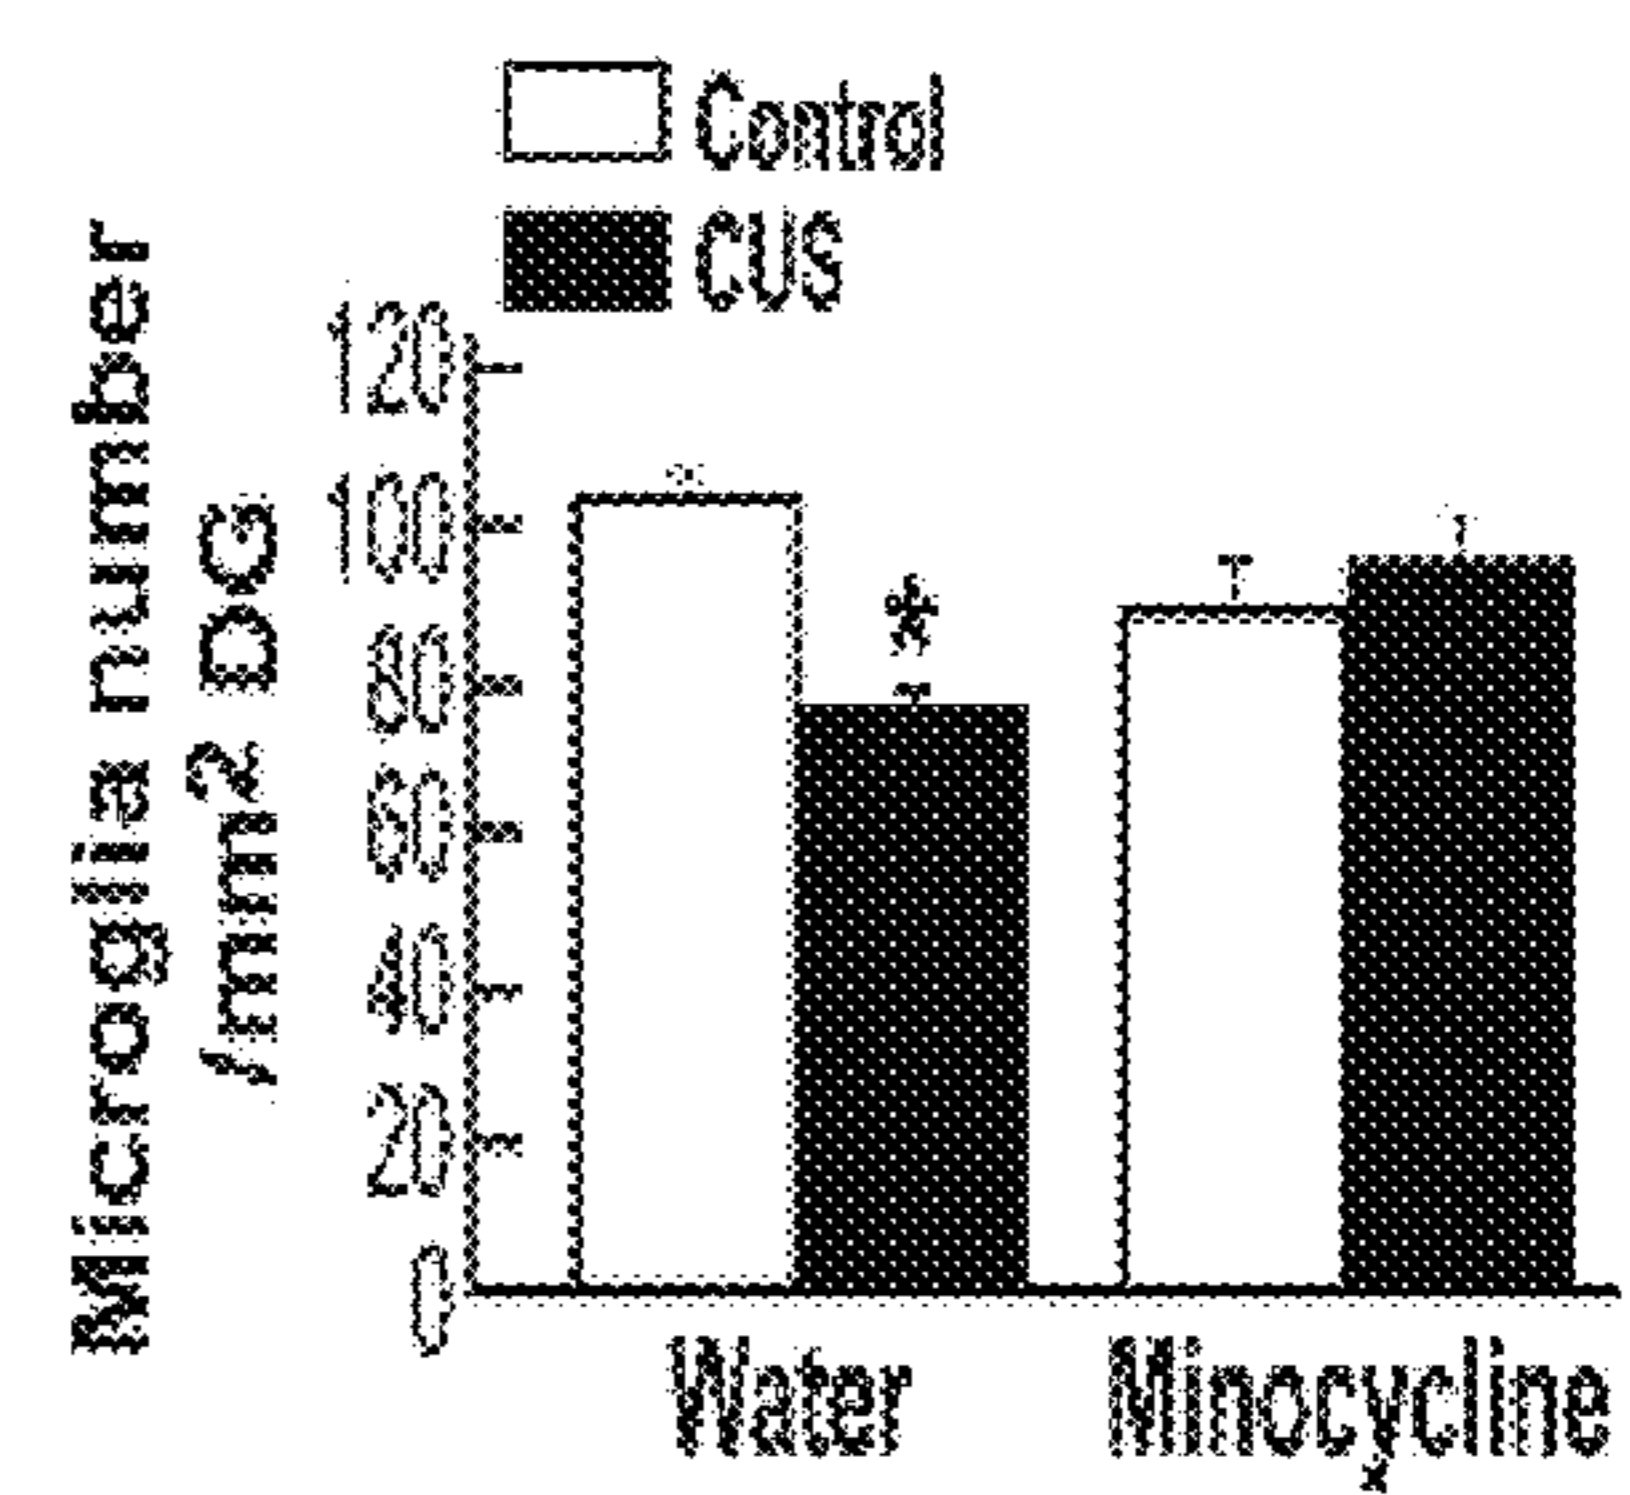 Control
CUS
Microglia number
/mm² DG
120
100
80
60
40
20
0
*
Water
Minocycline